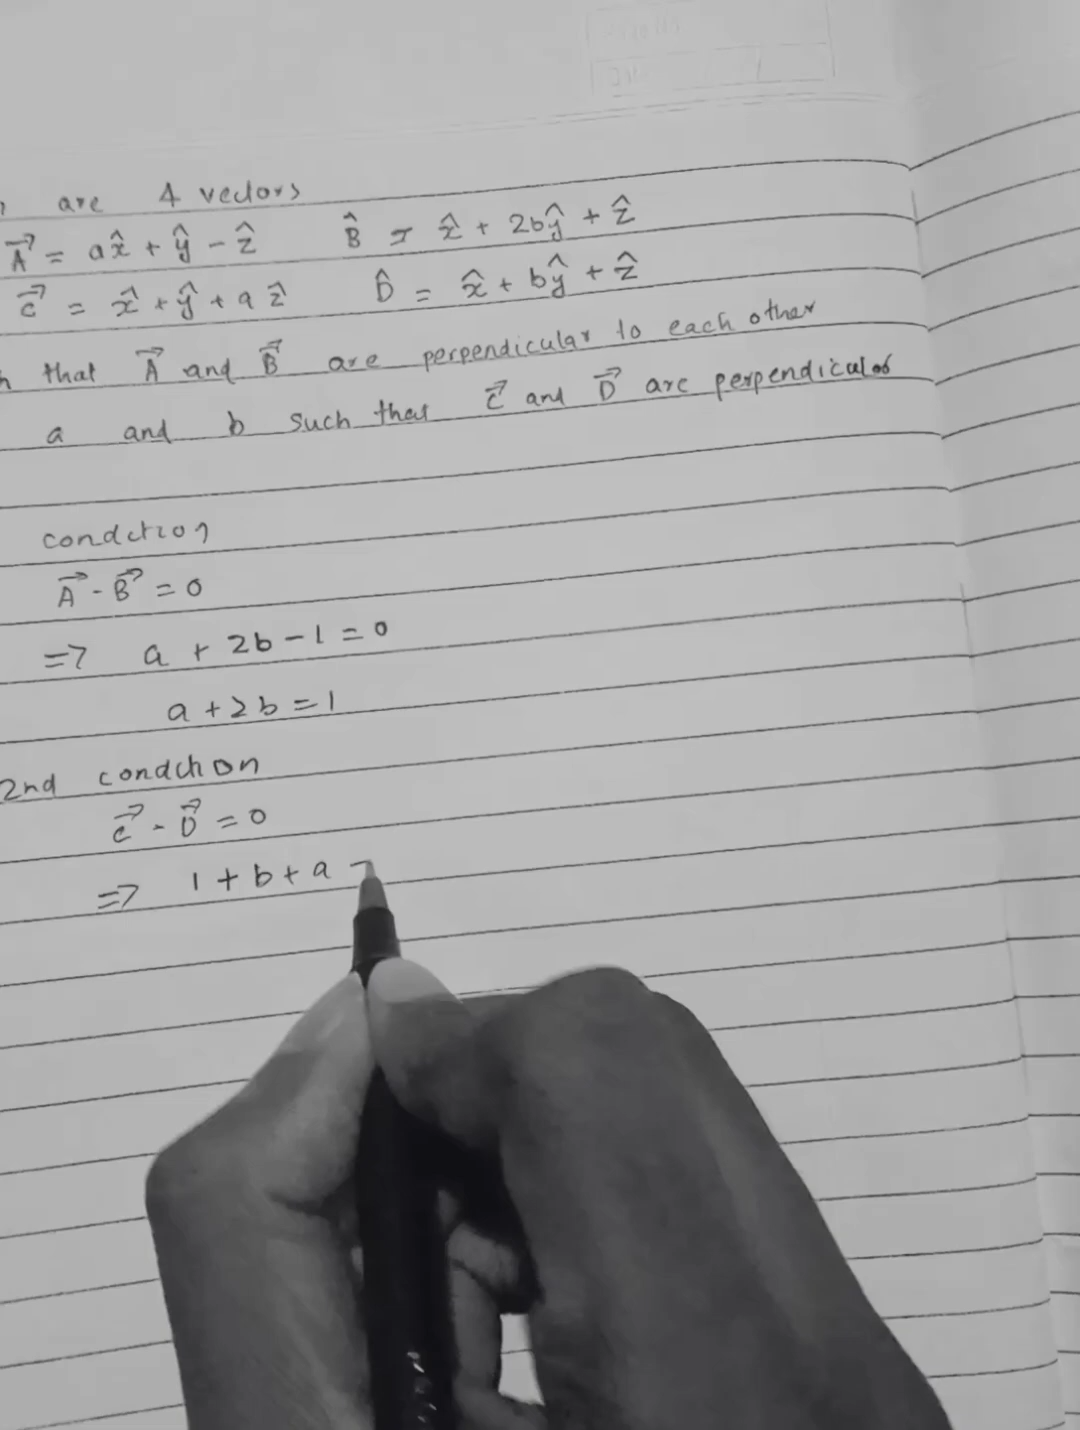 are 4 vectors
A⃗ = ax̂ + ŷ - ẑ B̂ = x̂ + 2bŷ + ẑ
c⃗ = x̂ + ŷ + a ẑ D̂ = x̂ + bŷ + ẑ
that A⃗ and B⃗ are perpendicular to each other
a and b such that c⃗ and D⃗ are perpendicular
condition
A⃗ - B⃗ = 0
=> a + 2b - 1 = 0
a + 2b = 1
2nd condition
c⃗ - D⃗ = 0
=> 1 + b + a